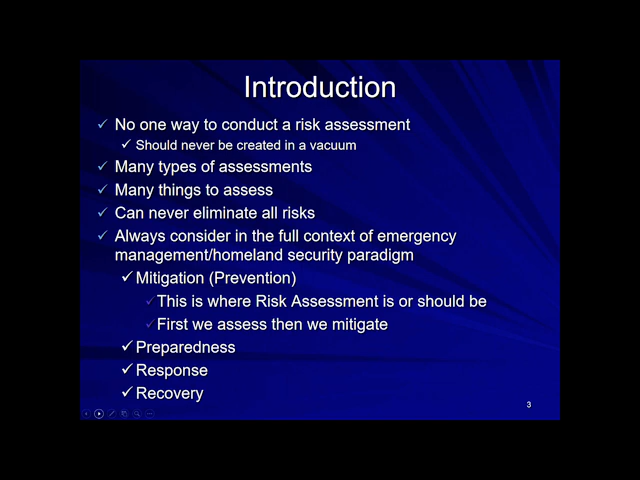 Introduction
No one way to conduct a risk assessment
Should never be created in a vacuum
Many types of assessments
Many things to assess
Can never eliminate all risks
Always consider in the full context of emergency
management/homeland security paradigm
Mitigation (Prevention)
This is where Risk Assessment is or should be
First we assess then we mitigate
Preparedness
Response
Recovery
3